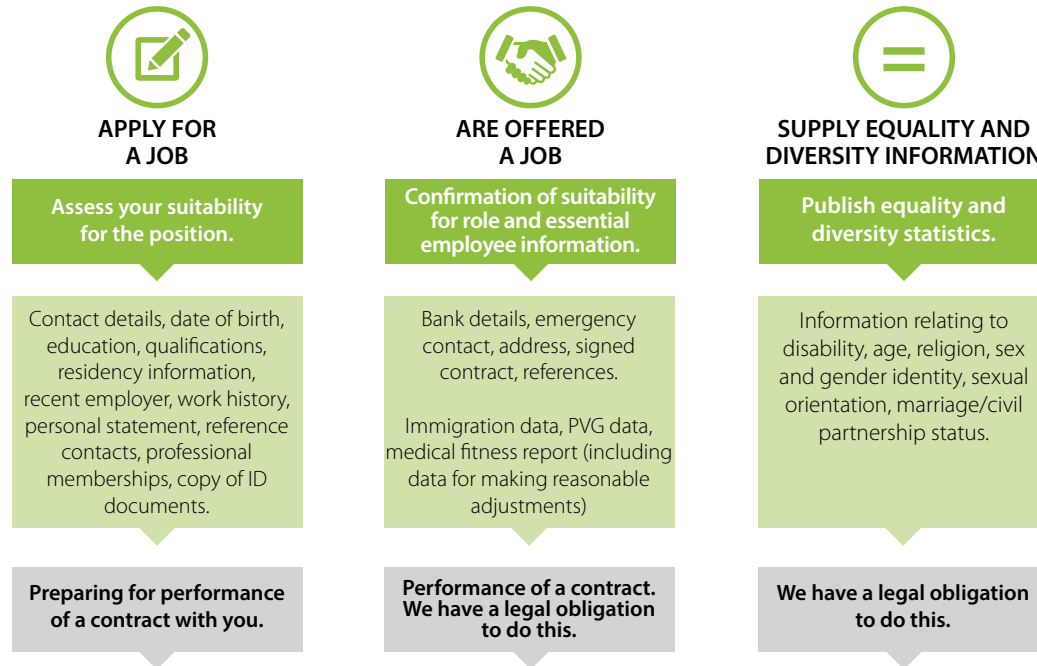 APPLY FOR
A JOB
Assess your suitability
for the position.
Contact details, date of birth,
education, qualifications,
residency information,
recent employer, work history,
personal statement, reference
contacts, professional
memberships, copy of ID
documents.
Preparing for performance
of a contract with you.
ARE OFFERED
A JOB
Confirmation of suitability
for role and essential
employee information.
Bank details, emergency
contact, address, signed
contract, references.
Immigration data, PVG data,
medical fitness report (including
data for making reasonable
adjustments)
Performance of a contract.
We have a legal obligation
to do this.
SUPPLY EQUALITY AND
DIVERSITY INFORMATION
Publish equality and
diversity statistics.
Information relating to
disability, age, religion, sex
and gender identity, sexual
orientation, marriage/civil
partnership status.
We have a legal obligation
to do this.